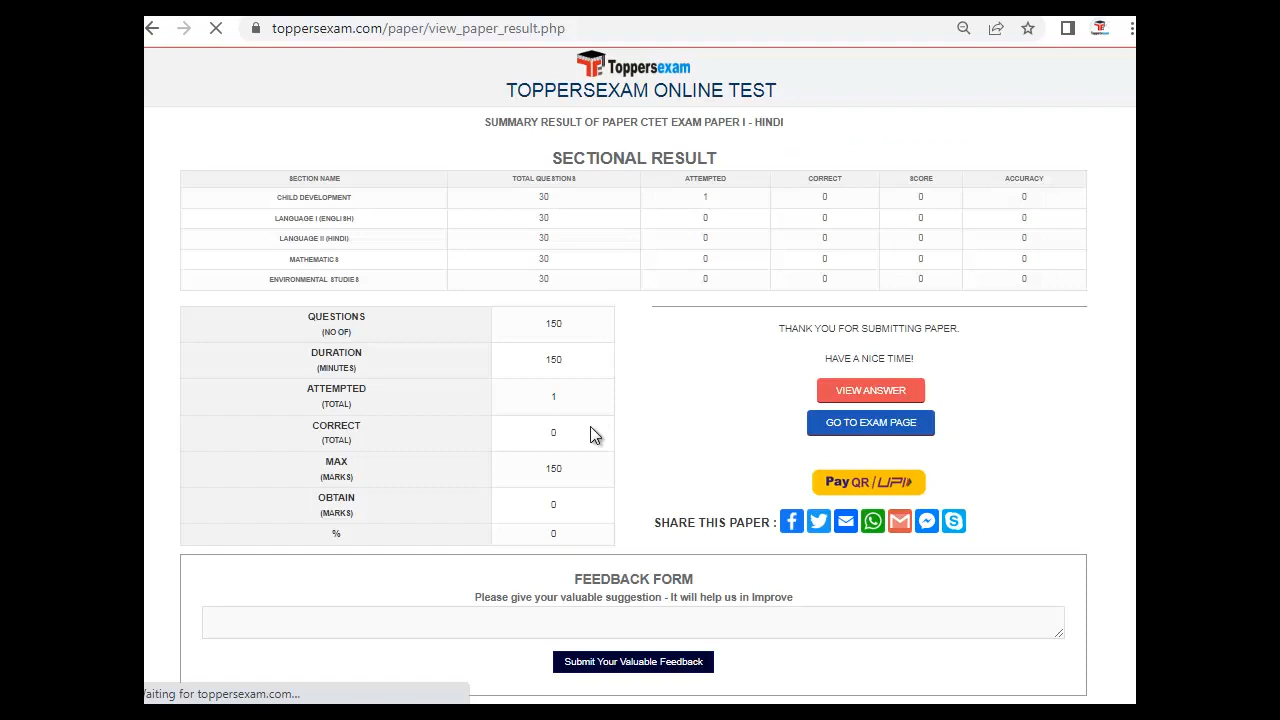 toppersexam.com/paper/view_paper_result.php
Toppersexam
TOPPERSEXAM ONLINE TEST
SUMMARY RESULT OF PAPER CTET EXAM PAPER I - HINDI
SECTIONAL RESULT
SECTION NAME TOTAL QUESTIONS ATTEMPTED CORRECT SCORE ACCURACY
CHILD DEVELOPMENT 30 1 0 0 0
LANGUAGE I (ENGLISH) 30 0 0 0 0
LANGUAGE II (HINDI) 30 0 0 0 0
MATHEMATICS 30 0 0 0 0
ENVIRONMENTAL STUDIES 30 0 0 0 0
QUESTIONS
(NO OF)
150
DURATION
(MINUTES)
150
ATTEMPTED
(TOTAL)
1
CORRECT
(TOTAL)
0
MAX
(MARKS)
150
OBTAIN
(MARKS)
0
% 0
THANK YOU FOR SUBMITTING PAPER.
HAVE A NICE TIME!
VIEW ANSWER
GO TO EXAM PAGE
Pay QR/UPI
SHARE THIS PAPER :
FEEDBACK FORM
Please give your valuable suggestion - It will help us in Improve
Submit Your Valuable Feedback
aiting for toppersexam.com...